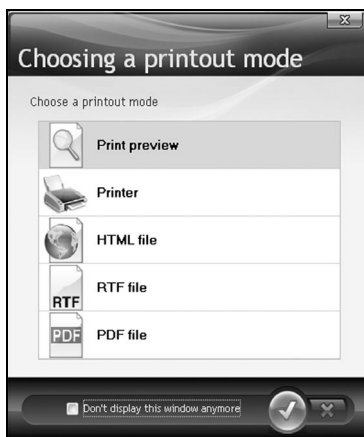 Choosing a printout mode
Choose a printout mode
Print preview
Printer
HTML file
RTF
RTF file
PDF
PDF file
Don't display this window anymore